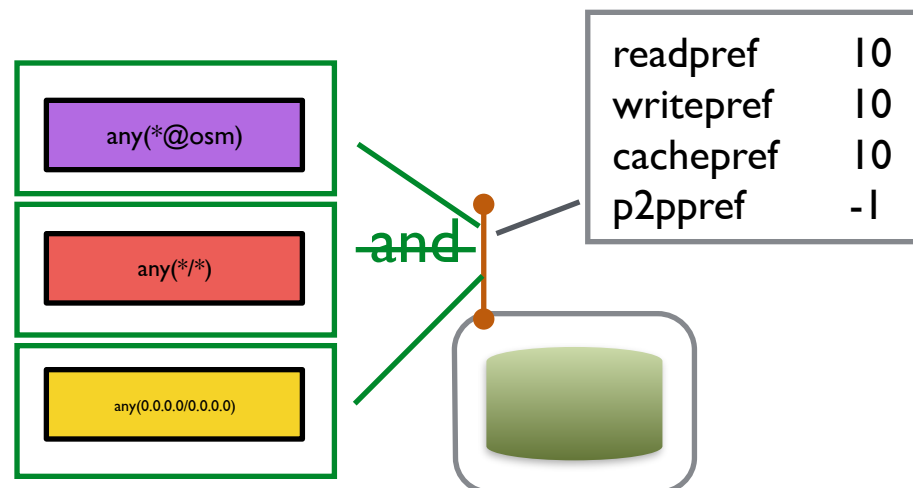 any(*@osm)
any(*/*)
any(0.0.0.0/0.0.0.0)
and
readpref 10
writepref 10
cachepref 10
p2ppref -1